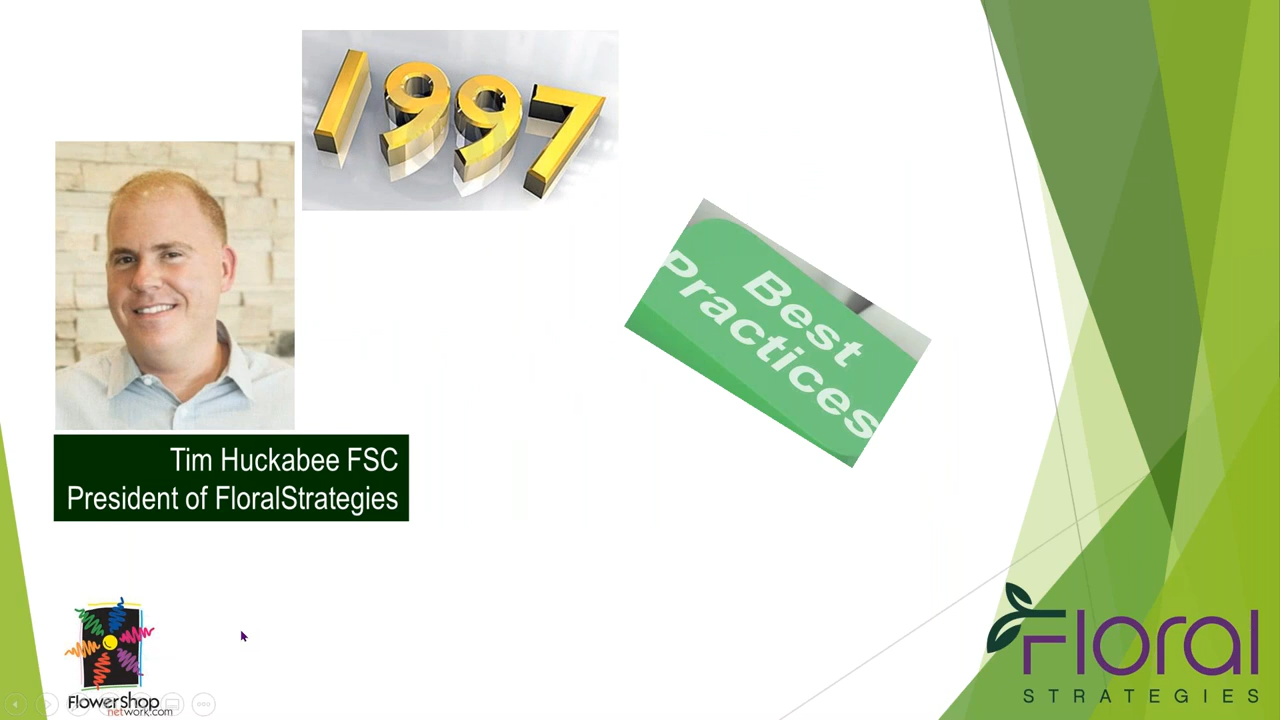 1997
Best
Practices
Tim Huckabee FSC
President of FloralStrategies
FlowerShop
network.com
Floral
STRATEGIES